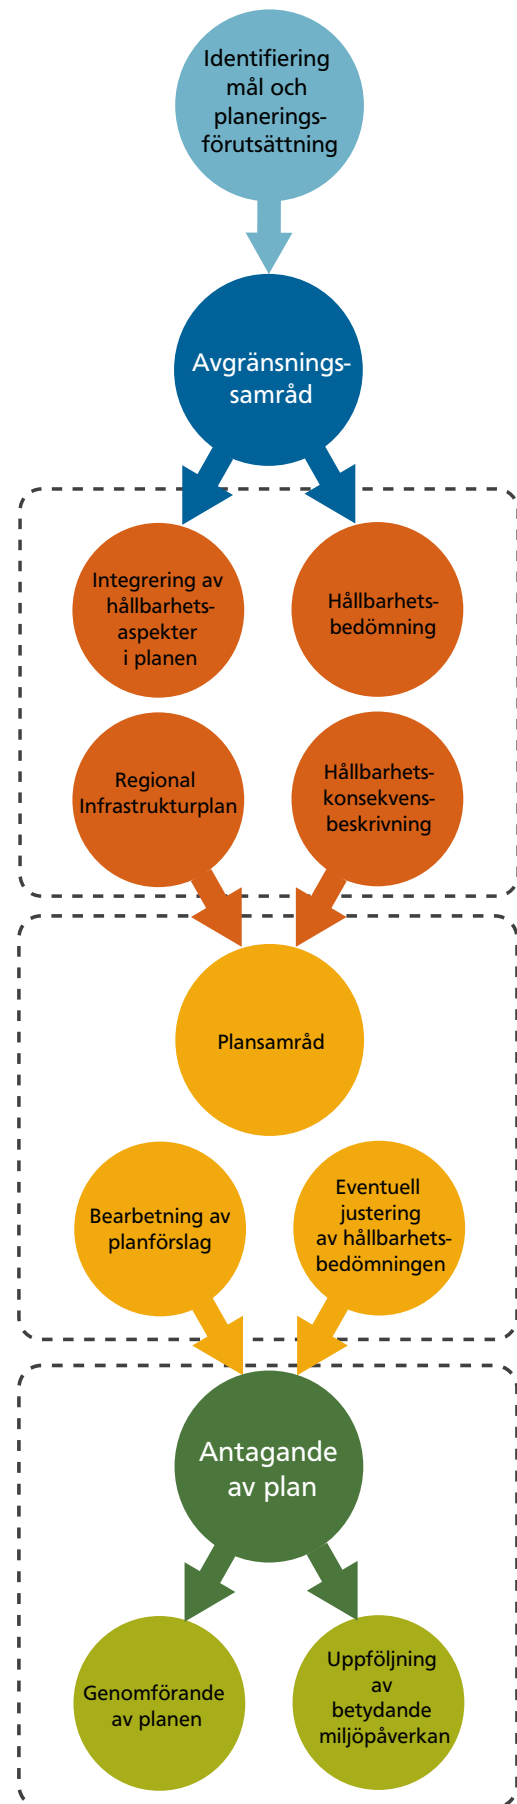 Identifiering
mål och
planerings-
förutsättning
Avgränsnings-
samråd
Integrering av
hållbarhets-
aspekter
i planen
Hållbarhets-
bedömning
Regional
Infrastrukturplan
Hållbarhets-
konsekvens-
beskrivning
Plansamråd
Bearbetning av
planförslag
Eventuell
justering
av hållbarhets-
bedömningen
Antagande
av plan
Genomförande
av planen
Uppföljning
av
betydande
miljöpåverkan